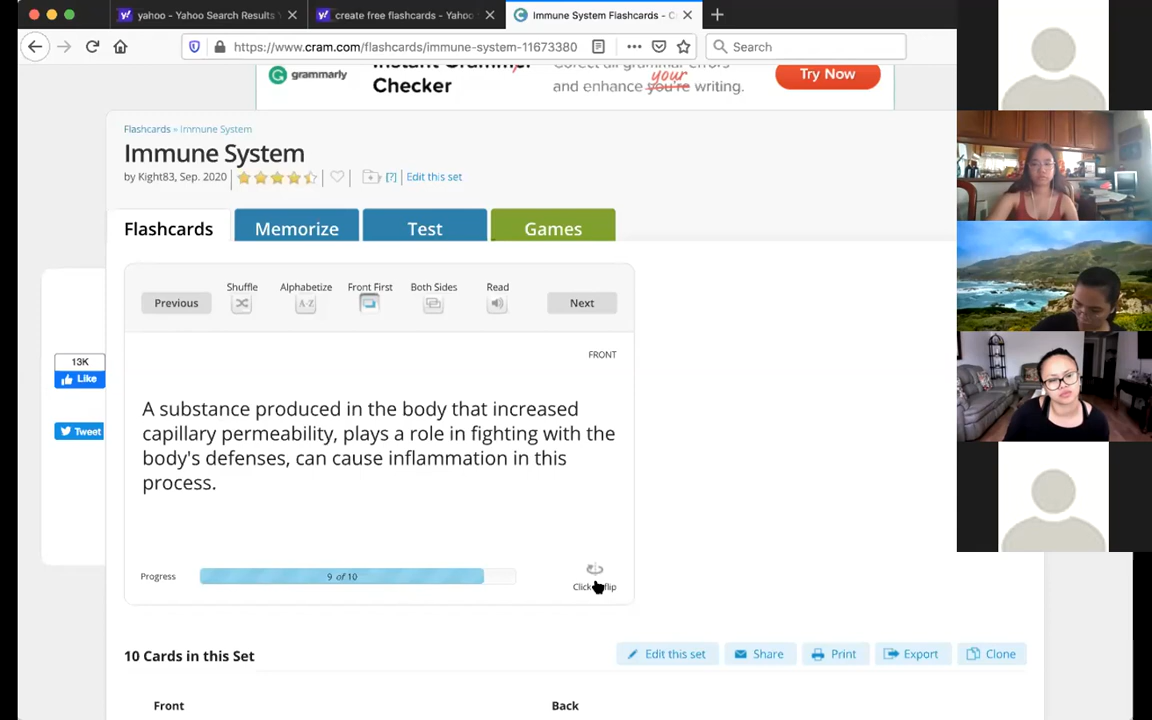 yahoo - Yahoo Search Results
create free flashcards - Yahoo
Immune System Flashcards - C
https://www.cram.com/flashcards/immune-system-11673380
Search
grammarly
Checker
your
and enhance you're writing.
Try Now
Flashcards » Immune System
Immune System
by Kight83, Sep. 2020
[?]
Edit this set
Flashcards
Memorize
Test
Games
Previous
Shuffle
Alphabetize
A-Z
Front First
Both Sides
Read
Next
FRONT
A substance produced in the body that increased
capillary permeability, plays a role in fighting with the
body's defenses, can cause inflammation in this
process.
13K
Like
Tweet
Progress
9 of 10
10 Cards in this Set
Edit this set
Share
Print
Export
Clone
Front
Back